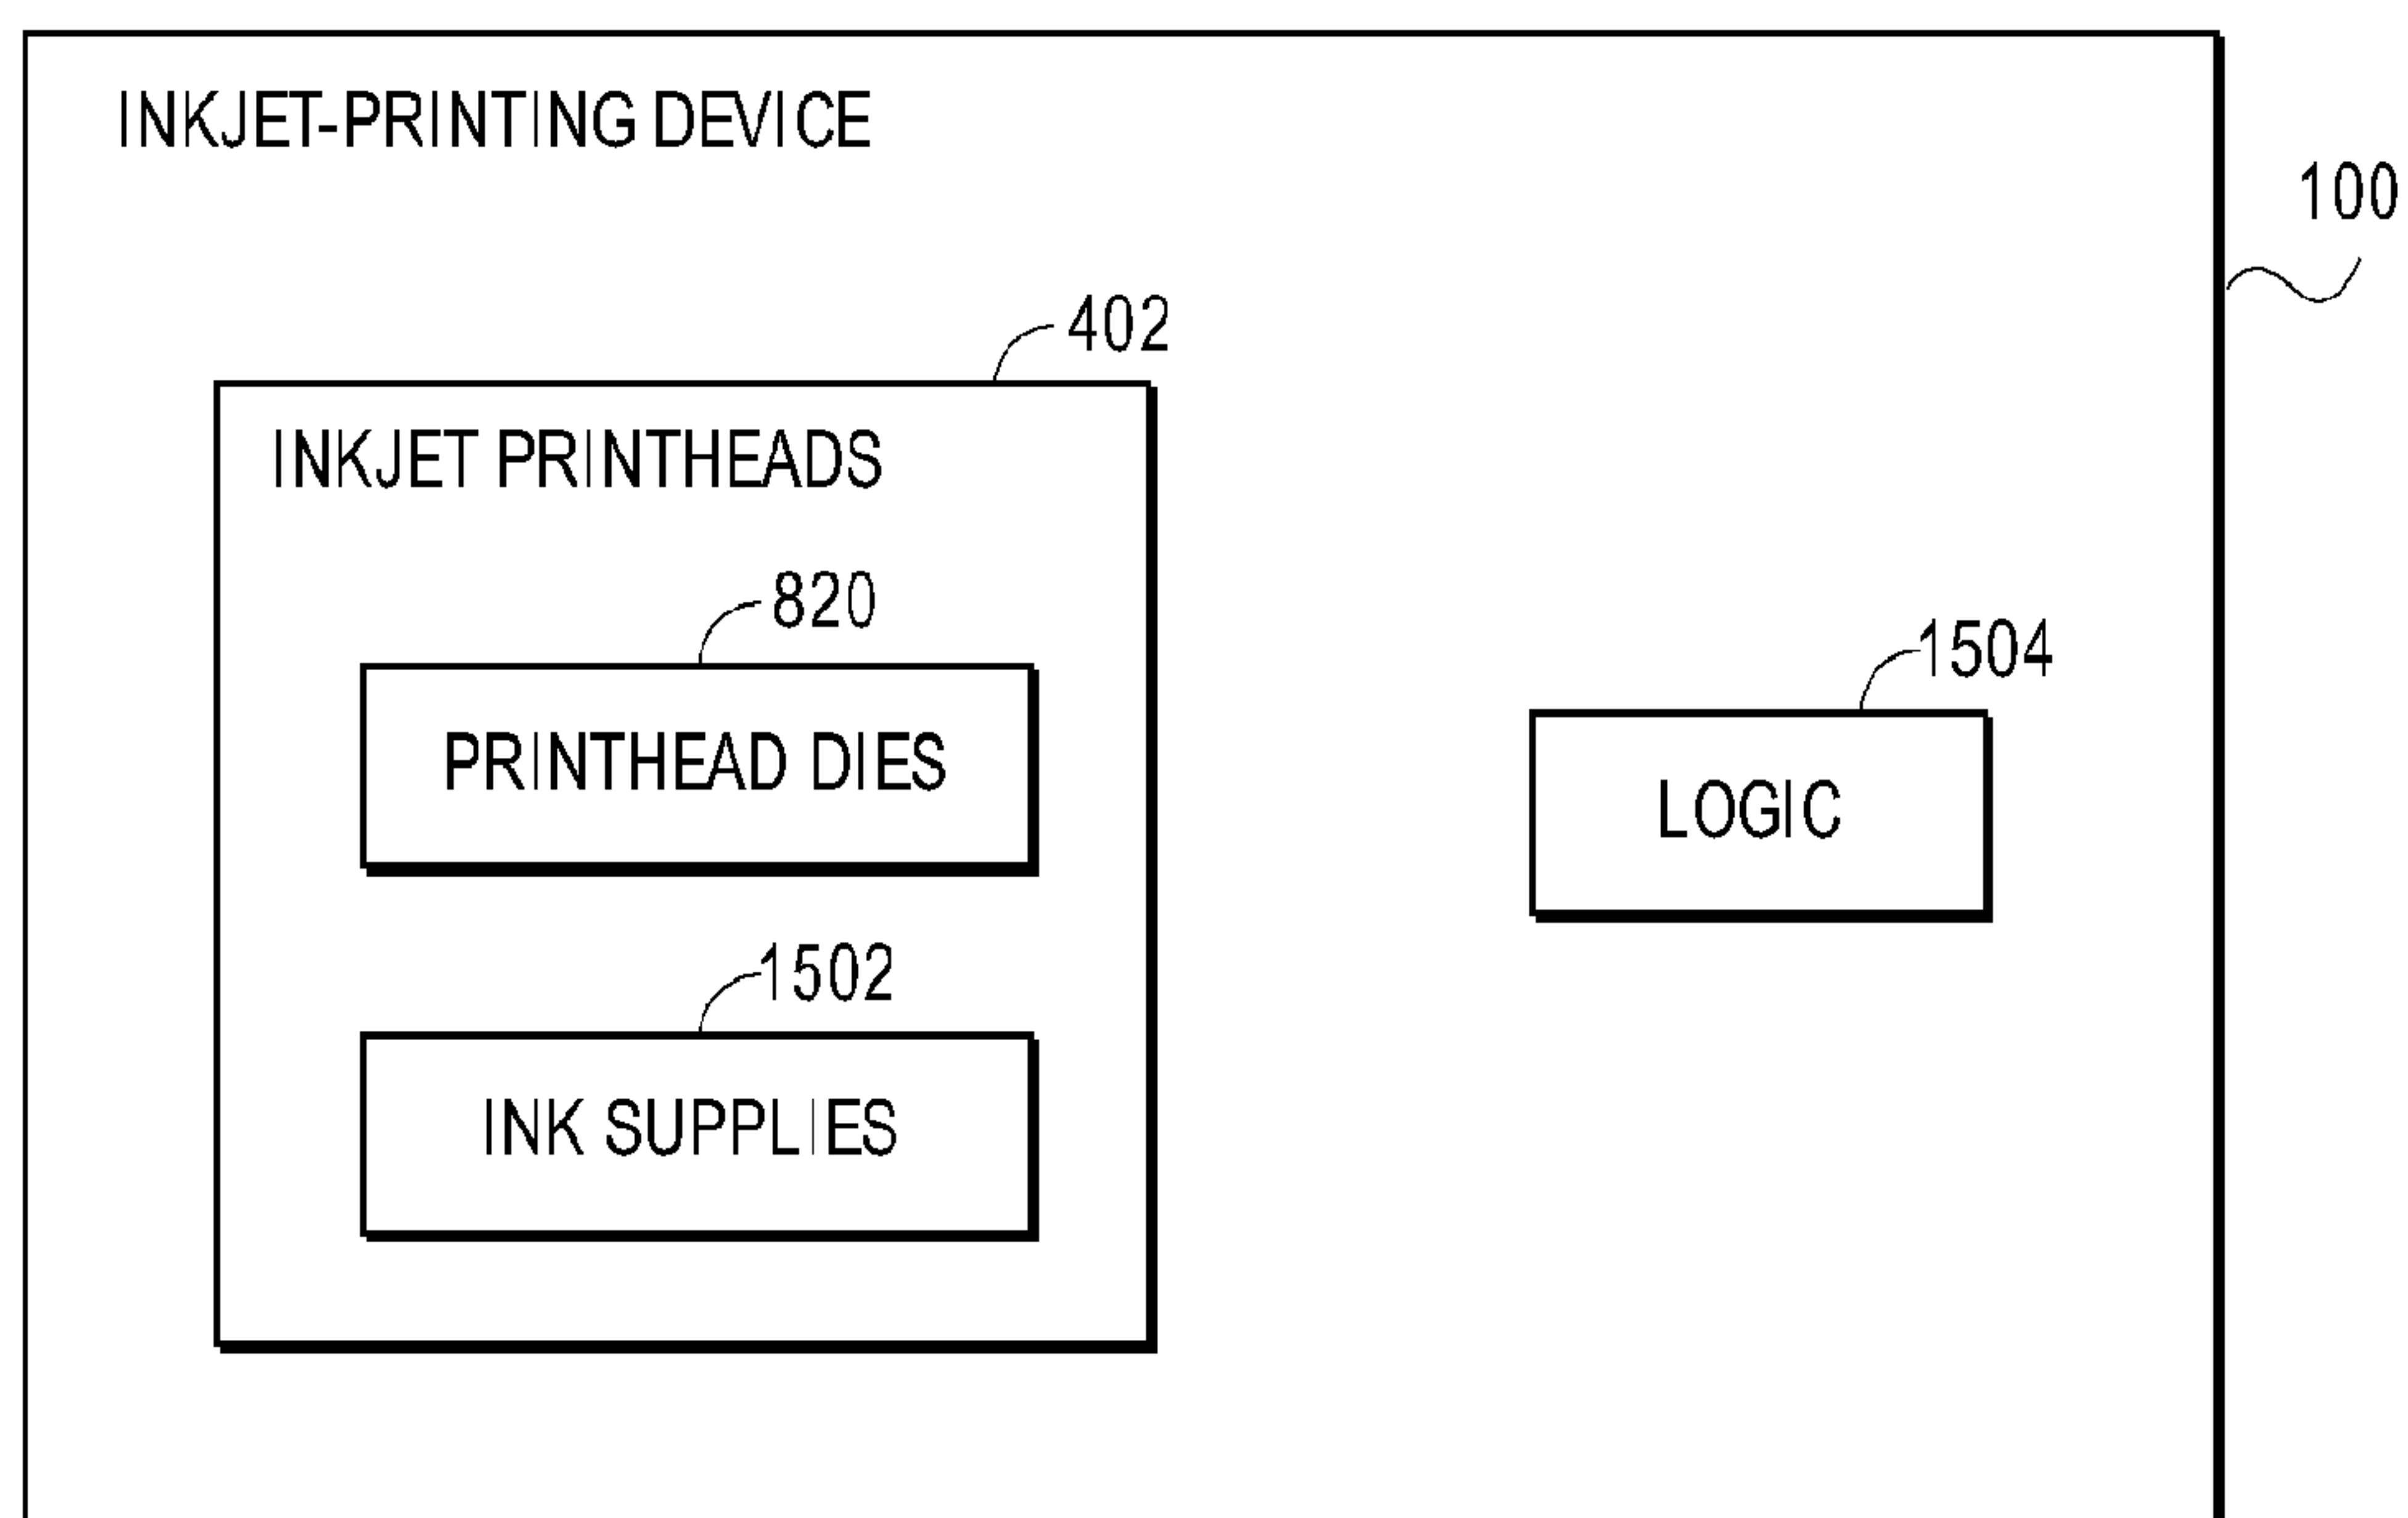 INKJET-PRINTING DEVICE
100
402
INKJET PRINTHEADS
820
PRINTHEAD DIES
1504
LOGIC
1502
INK SUPPLIES